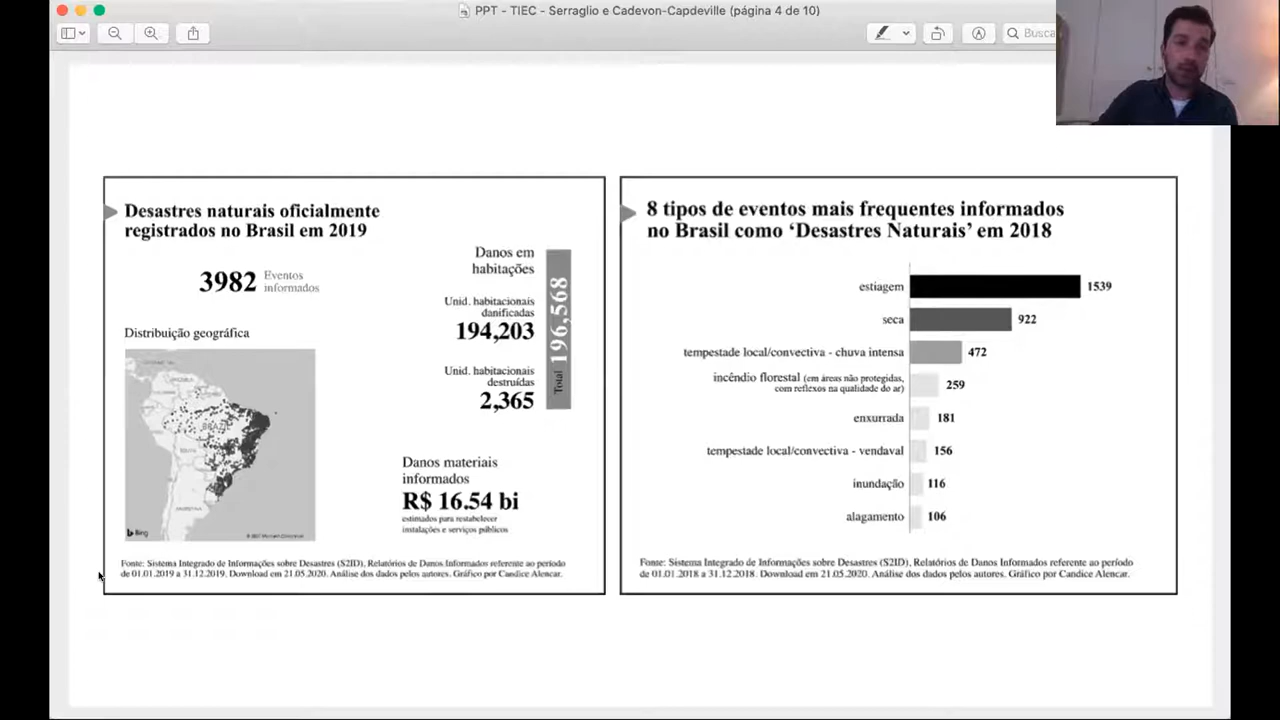 PPT - TIEC - Serraglio e Cadevon-Capdeville (página 4 de 10)
Busca
Desastres naturais oficialmente
registrados no Brasil em 2019
3982 Eventos
informados
Danos em
habitações
Unid. habitacionais
danificadas
194,203
Unid. habitacionais
destruídas
2,365
Total 196,568
Distribuição geográfica
BRAZIL
Bing
Danos materiais
informados
R$ 16.54 bi
estimados para restabelecer
instalações e serviços públicos
Fonte: Sistema Integrado de Informações sobre Desastres (S2ID), Relatórios de Danos Informados referente ao período
de 01.01.2019 a 31.12.2019. Download em 21.05.2020. Análise dos dados pelos autores. Gráfico por Candice Alencar.
8 tipos de eventos mais frequentes informados
no Brasil como ‘Desastres Naturais’ em 2018
estiagem 1539
seca 922
tempestade local/convectiva - chuva intensa 472
incêndio florestal (em áreas não protegidas,
com reflexos na qualidade do ar) 259
enxurrada 181
tempestade local/convectiva - vendaval 156
inundação 116
alagamento 106
Fonte: Sistema Integrado de Informações sobre Desastres (S2ID), Relatórios de Danos Informados referente ao período
de 01.01.2018 a 31.12.2018. Download em 21.05.2020. Análise dos dados pelos autores. Gráfico por Candice Alencar.